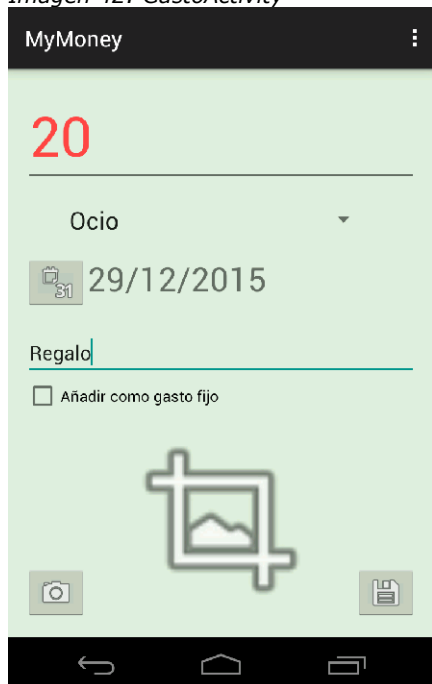 Imagen 42: GastoActivity
MyMoney
20
Ocio
31
29/12/2015
Regalo
Añadir como gasto fijo